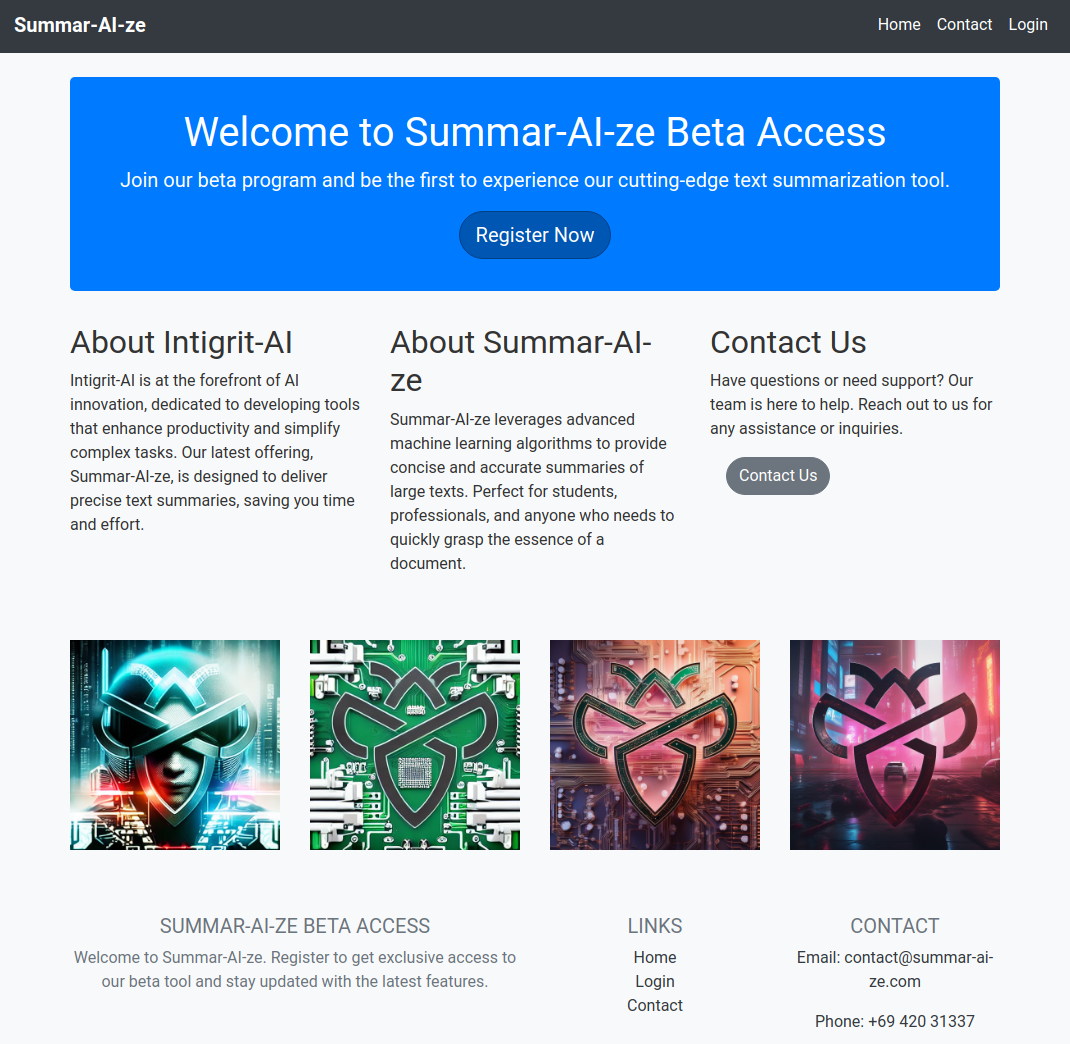 Summar-AI-ze
Home Contact Login
Welcome to Summar-AI-ze Beta Access
Join our beta program and be the first to experience our cutting-edge text summarization tool.
Register Now
About Intigrit-AI
Intigrit-AI is at the forefront of AI
innovation, dedicated to developing tools
that enhance productivity and simplify
complex tasks. Our latest offering,
Summar-AI-ze, is designed to deliver
precise text summaries, saving you time
and effort.
About Summar-AI-
ze
Summar-AI-ze leverages advanced
machine learning algorithms to provide
concise and accurate summaries of
large texts. Perfect for students,
professionals, and anyone who needs to
quickly grasp the essence of a
document.
Contact Us
Have questions or need support? Our
team is here to help. Reach out to us for
any assistance or inquiries.
Contact Us
SUMMAR-AI-ZE BETA ACCESS
Welcome to Summar-AI-ze. Register to get exclusive access to
our beta tool and stay updated with the latest features.
LINKS
Home
Login
Contact
CONTACT
Email: contact@summar-ai-
ze.com
Phone: +69 420 31337